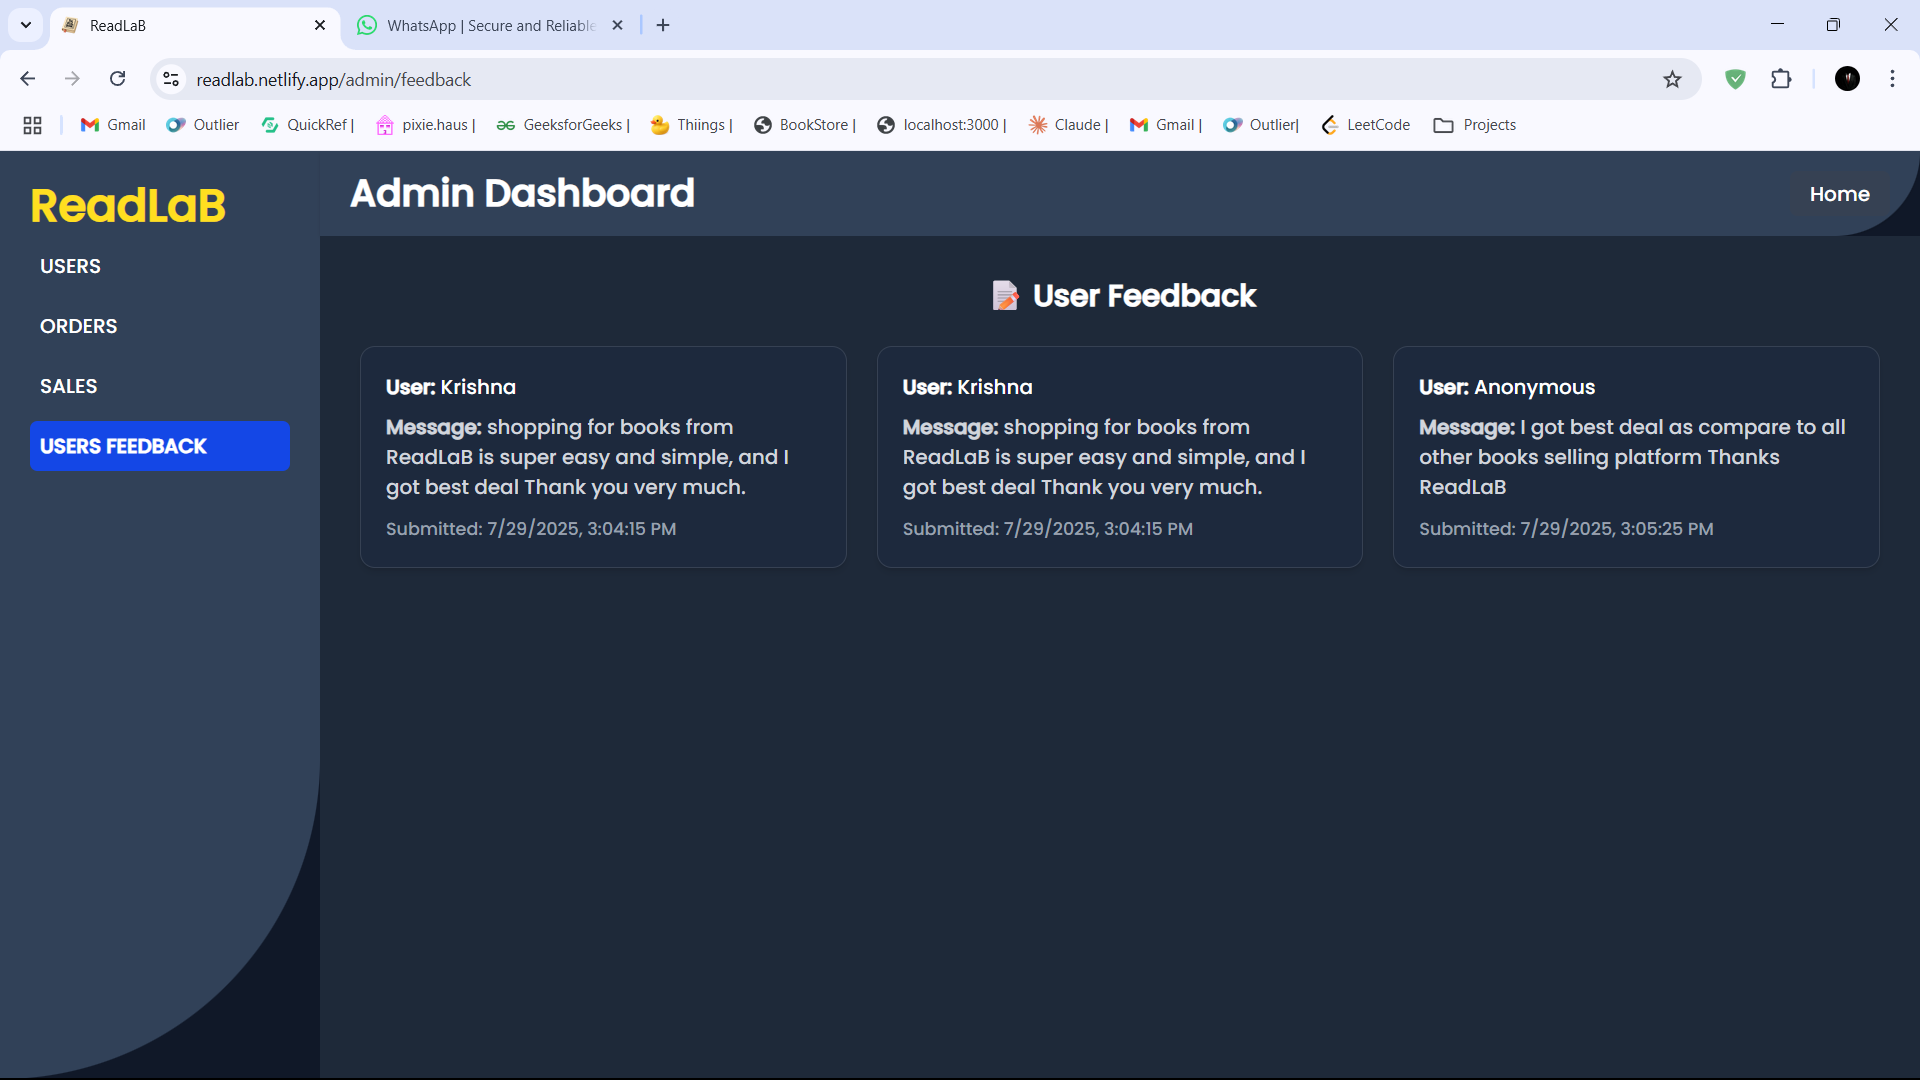 ReadLaB
WhatsApp | Secure and Reliable
readlab.netlify.app/admin/feedback
Gmail Outlier QuickRef | pixie.haus | GeeksforGeeks | Thiings | BookStore | localhost:3000 | Claude | Gmail | Outlier| LeetCode Projects
ReadLaB
USERS
ORDERS
SALES
USERS FEEDBACK
Admin Dashboard
Home
📝 User Feedback
User: Krishna
Message: shopping for books from
ReadLaB is super easy and simple, and I
got best deal Thank you very much.
Submitted: 7/29/2025, 3:04:15 PM
User: Krishna
Message: shopping for books from
ReadLaB is super easy and simple, and I
got best deal Thank you very much.
Submitted: 7/29/2025, 3:04:15 PM
User: Anonymous
Message: I got best deal as compare to all
other books selling platform Thanks
ReadLaB
Submitted: 7/29/2025, 3:05:25 PM